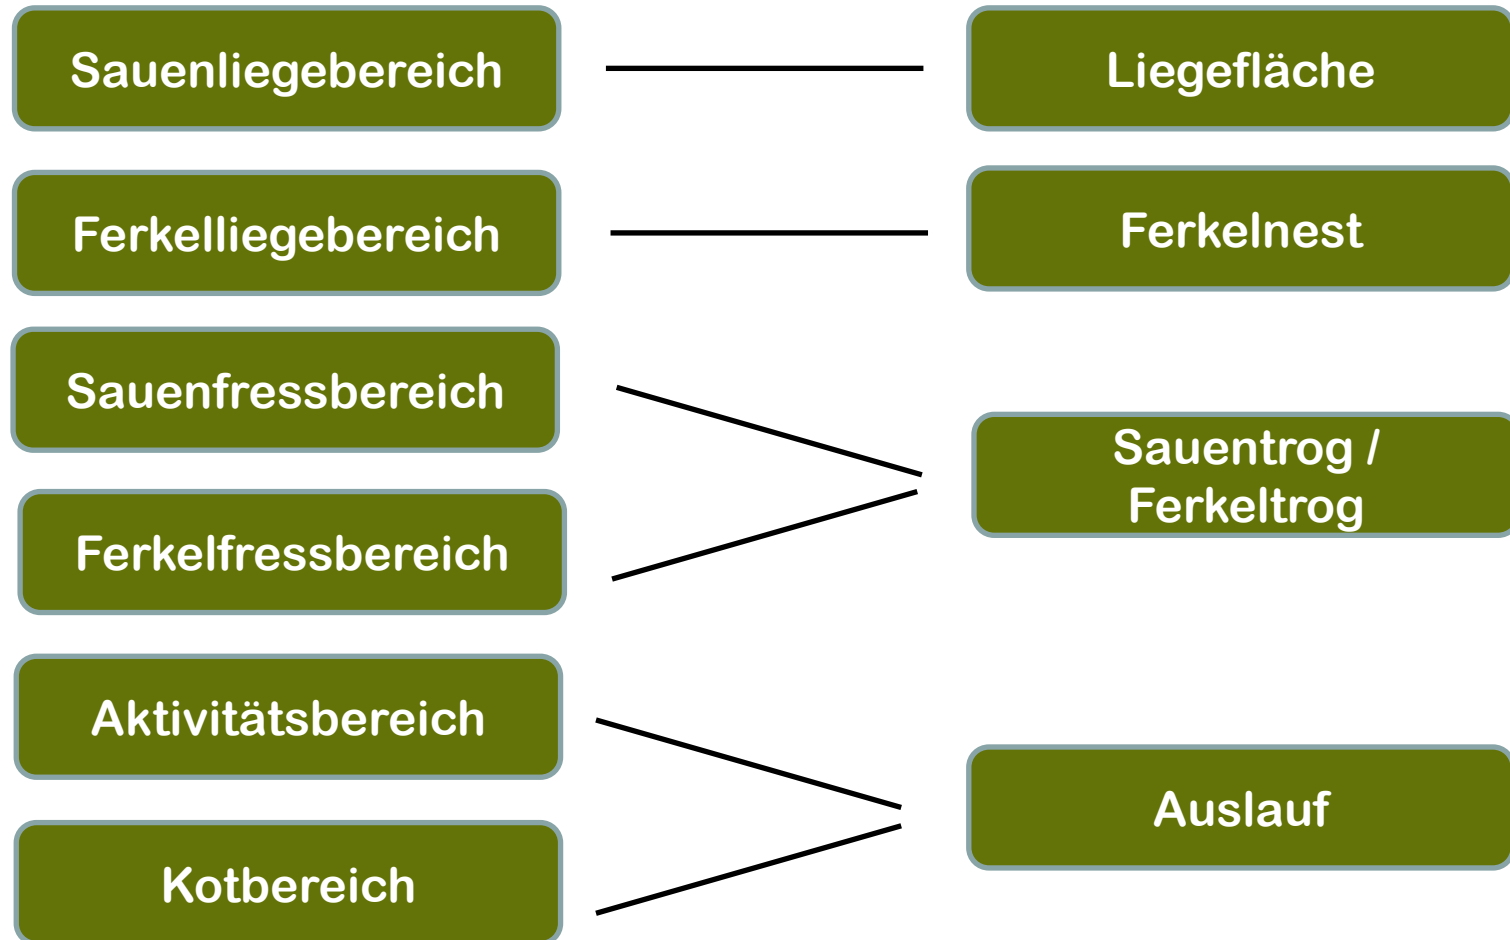 Sauenliegebereich
Liegefläche
Ferkelliegebereich
Ferkelnest
Sauenfressbereich
Sauentrog /
Ferkeltrog
Ferkelfressbereich
Aktivitätsbereich
Auslauf
Kotbereich